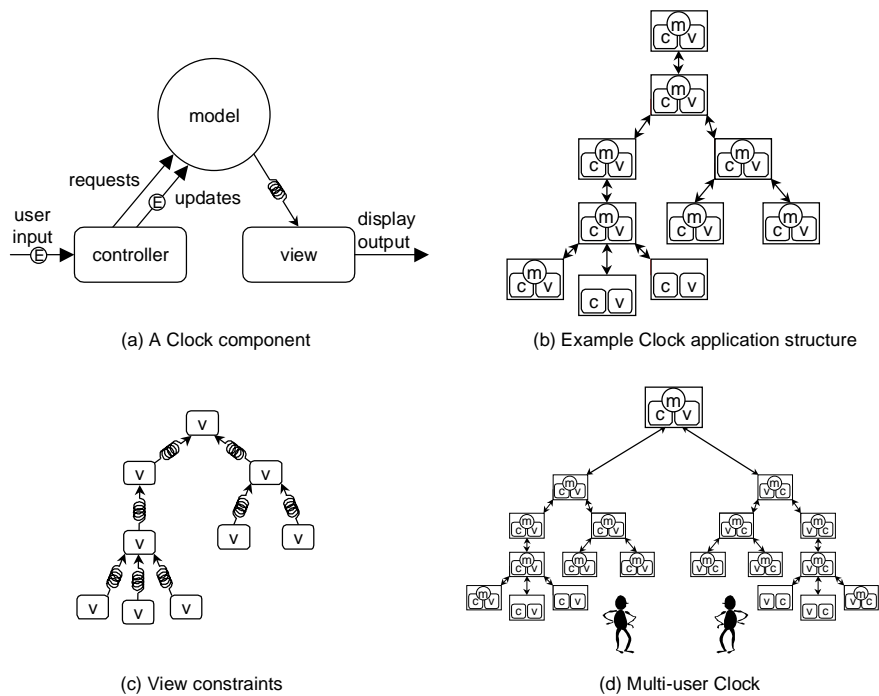 model
requests
E updates
user
input
E
controller
view
display
output
(a) A Clock component
m
c v
m
c v
m
c v
m
c v
m
c v
m
c v
m
c v
m
c v
c v
c v
(b) Example Clock application structure
v
v
v
v
v
v
v
v
v
(c) View constraints
m
c v
m
c v
m
v c
m
c v
m
c v
m
v c
m
v c
m
c v
m
c v
m
c v
m
v c
m
v c
m
v c
m
c v
c v
c v
v c
v c
m
v c
(d) Multi-user Clock